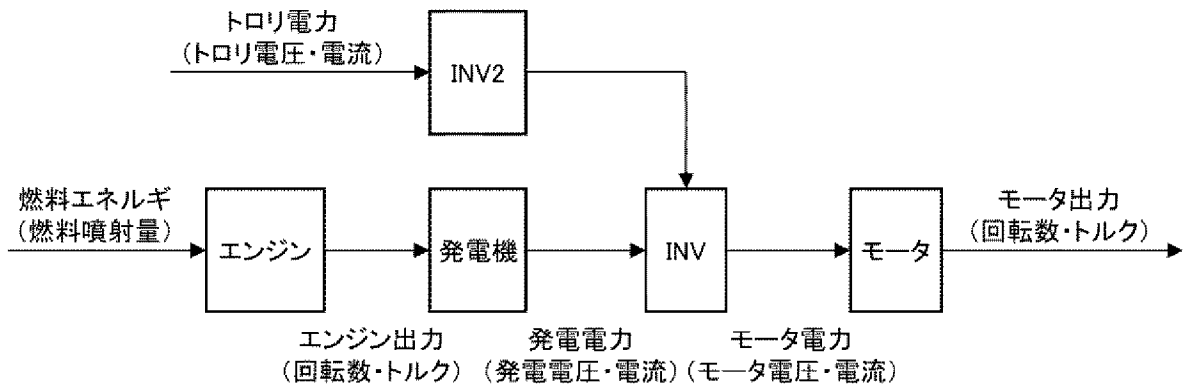 トロリ電力
(トロリ電圧・電流)
INV2
燃料エネルギ
(燃料噴射量)
エンジン
発電機
INV
モータ
モータ出力
(回転数・トルク)
エンジン出力
(回転数・トルク)
発電電力
(発電電圧・電流)
モータ電力
(モータ電圧・電流)